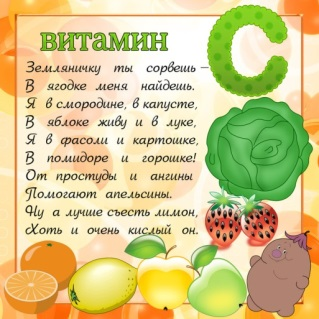 витамин С
Земляничку ты сорвешь –
В ягодке меня найдешь.
Я в смородине, в капусте,
В яблоке живу и в луке,
Я в фасоли и картошке,
В помидоре и горошке!
От простуды и ангины
Помогают апельсины.
Ну а лучше съесть лимон,
Хоть и очень кислый он.